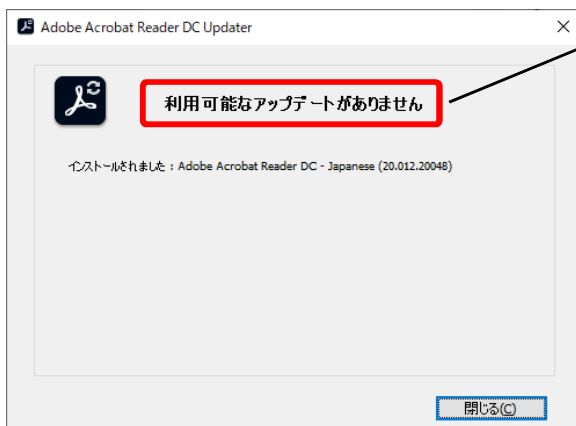 Adobe Acrobat Reader DC Updater
利用可能なアップデートがありません
インストールされました : Adobe Acrobat Reader DC - Japanese (20.012.20048)
閉じる(C)